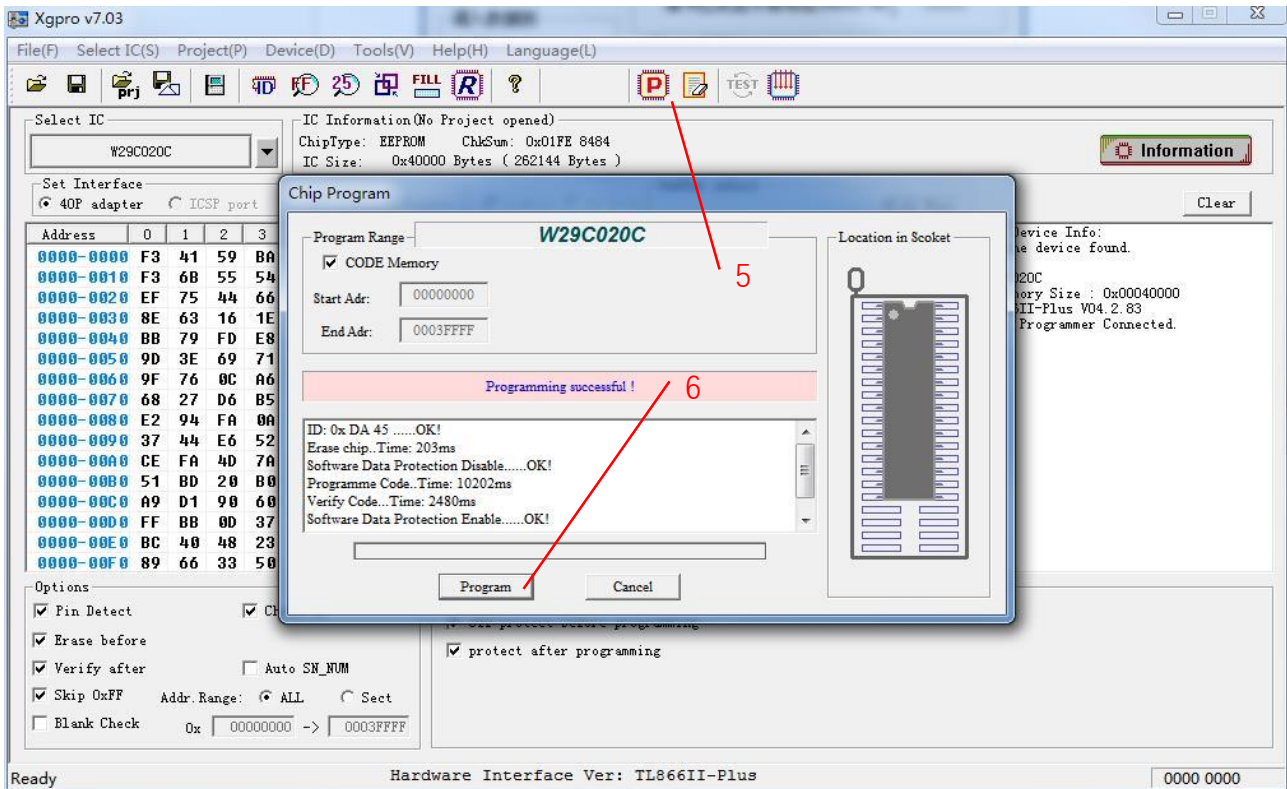 Xgpro v7.03
File(F) Select IC(S) Project(P) Device(D) Tools(V) Help(H) Language(L)
prj 4D FF 25 FILL R ? P TEST
5
Select IC
W29C020C
IC Information(No Project opened)
ChipType: EEPROM ChkSum: 0x01FE 8484
IC Size: 0x40000 Bytes ( 262144 Bytes )
Information
Set Interface
40P adapter ICSP port
Clear
Chip Program
Program Range
W29C020C
CODE Memory
Start Adr: 00000000
End Adr: 0003FFFF
Programming successful !
6
ID: 0x DA 45 ......OK!
Erase chip..Time: 203ms
Software Data Protection Disable......OK!
Programme Code..Time: 10202ms
Verify Code...Time: 2480ms
Software Data Protection Enable......OK!
Program Cancel
Location in Scoket
Address 0 1 2 3
0000-0000 F3 41 59 BA
0000-0010 F3 6B 55 54
0000-0020 EF 75 44 66
0000-0030 8E 63 16 1E
0000-0040 BB 79 FD E8
0000-0050 9D 3E 69 71
0000-0060 9F 76 0C A6
0000-0070 68 27 D6 B5
0000-0080 E2 94 FA 0A
0000-0090 37 44 E6 52
0000-00A0 CE FA 4D 7A
0000-00B0 51 BD 20 B0
0000-00C0 A9 D1 90 60
0000-00D0 FF BB 0D 37
0000-00E0 BC 40 48 23
0000-00F0 89 66 33 50
Device Info:
device found.
020C
Size : 0x00040000
II-Plus V04.2.83
Programmer Connected.
Options
Pin Detect
Erase befor
Verify after Auto SN_NUM
Skip 0xFF Addr.Range: ALL Sect
Blank Check 0x 00000000 -> 0003FFFF
protect after programming
Ready
Hardware Interface Ver: TL866II-Plus
0000 0000